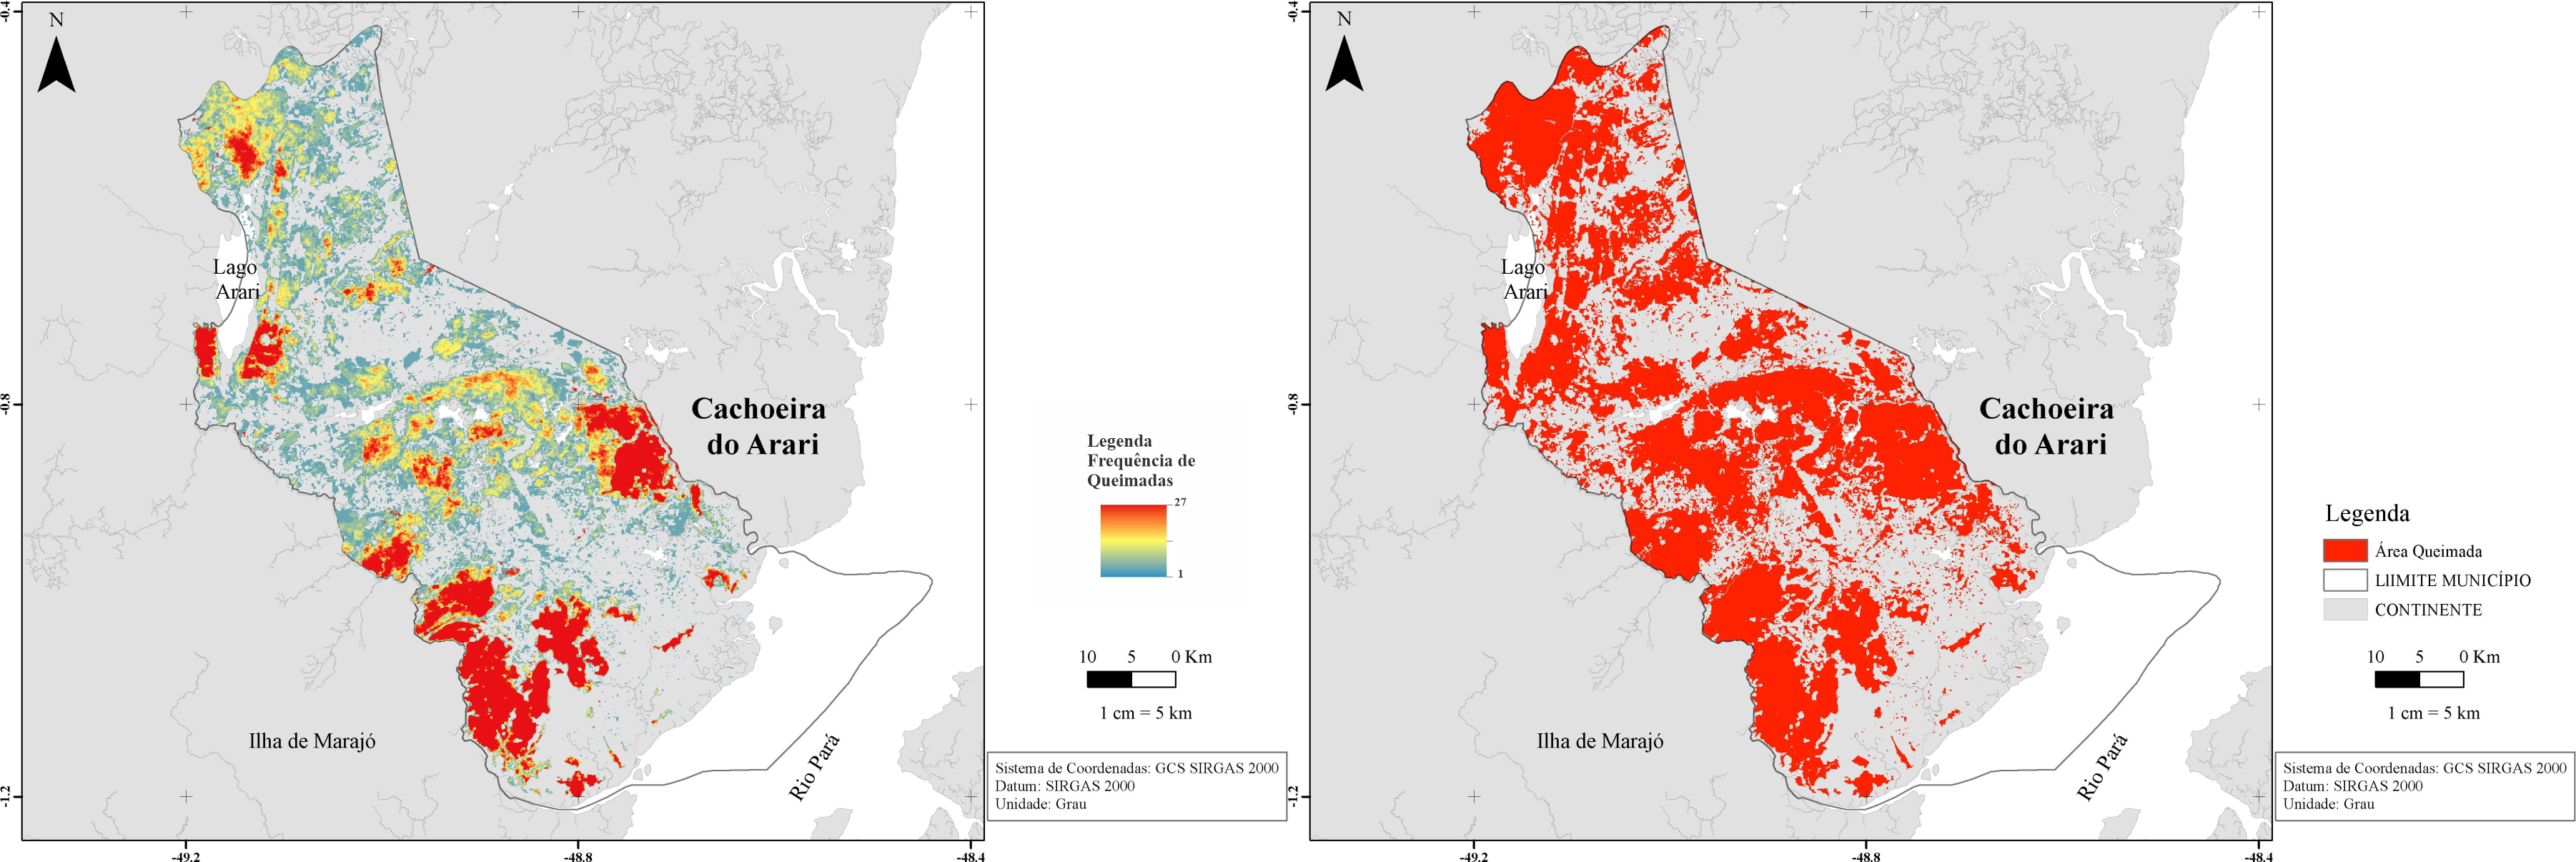 -0.4
N
Lago
Arari
-0.8
Cachoeira
do Arari
Ilha de Marajó
Rio Pará
-1.2
-49.2
-48.8
-48.4
Legenda
Frequência de
Queimadas
27
1
10 5 0 Km
1 cm = 5 km
Sistema de Coordenadas: GCS SIRGAS 2000
Datum: SIRGAS 2000
Unidade: Grau
-0.4
N
Lago
Arari
-0.8
Cachoeira
do Arari
Ilha de Marajó
Rio Pará
-1.2
-49.2
-48.8
-48.4
Legenda
Área Queimada
LIIMITE MUNICÍPIO
CONTINENTE
10 5 0 Km
1 cm = 5 km
Sistema de Coordenadas: GCS SIRGAS 2000
Datum: SIRGAS 2000
Unidade: Grau